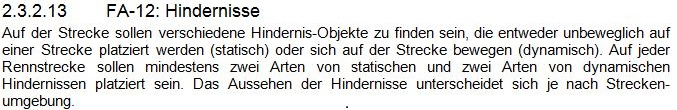 2.3.2.13 FA-12: Hindernisse
Auf der Strecke sollen verschiedene Hindernis-Objekte zu finden sein, die entweder unbeweglich auf
einer Strecke platziert werden (statisch) oder sich auf der Strecke bewegen (dynamisch). Auf jeder
Rennstrecke sollen mindestens zwei Arten von statischen und zwei Arten von dynamischen
Hindernissen platziert sein. Das Aussehen der Hindernisse unterscheidet sich je nach Strecken-
umgebung.